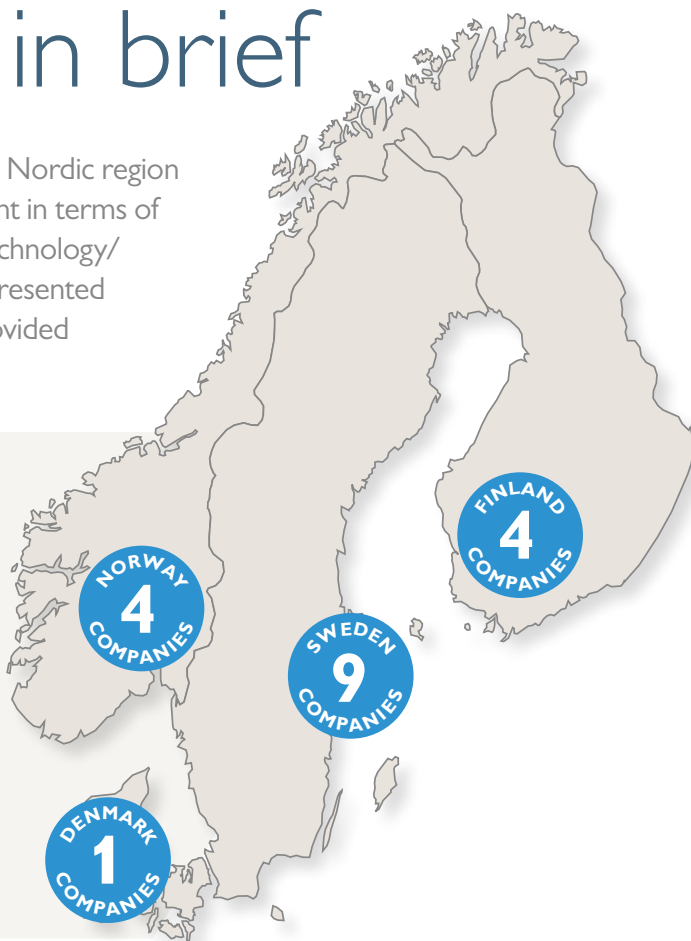 in brief
Nordic region
nt in terms of
chnology/
resented
vided
FINLAND
4
COMPANIES
NORWAY
4
COMPANIES
SWEDEN
9
COMPANIES
DENMARK
1
COMPANIES